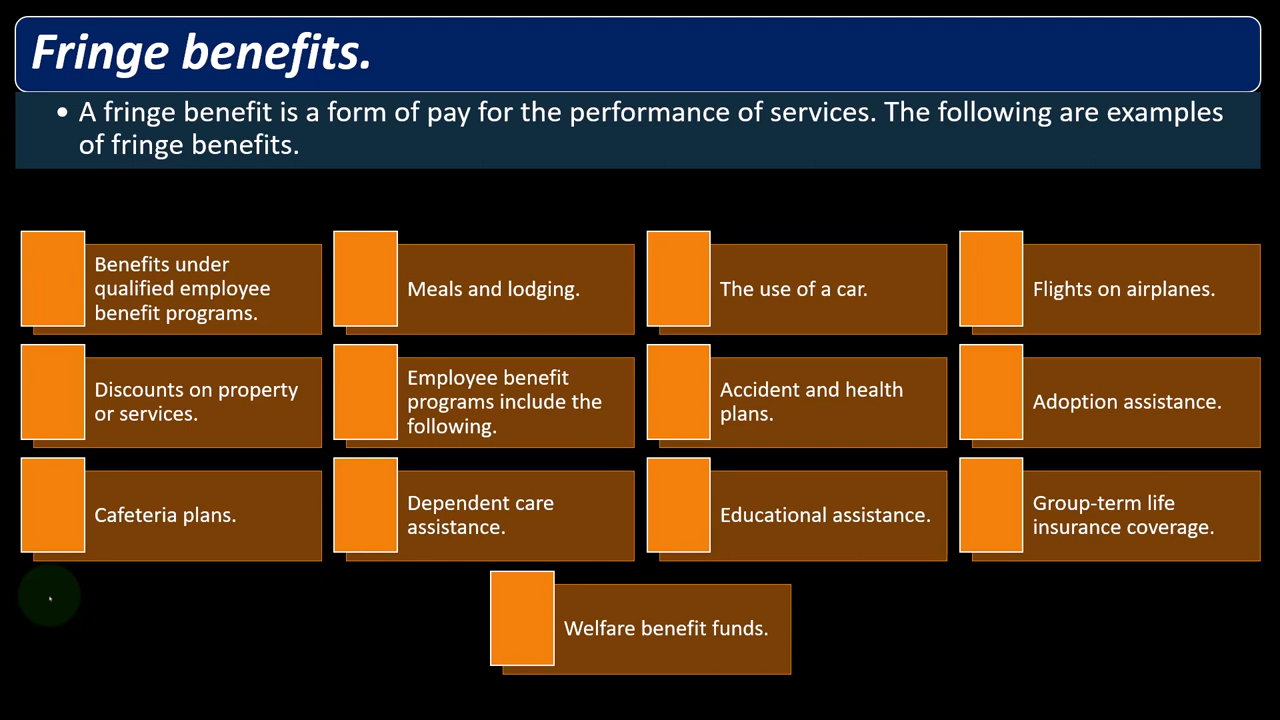 Fringe benefits.
• A fringe benefit is a form of pay for the performance of services. The following are examples
of fringe benefits.
Benefits under
qualified employee
benefit programs.
Meals and lodging.
The use of a car.
Flights on airplanes.
Discounts on property
or services.
Employee benefit
programs include the
following.
Accident and health
plans.
Adoption assistance.
Cafeteria plans.
Dependent care
assistance.
Educational assistance.
Group-term life
insurance coverage.
Welfare benefit funds.